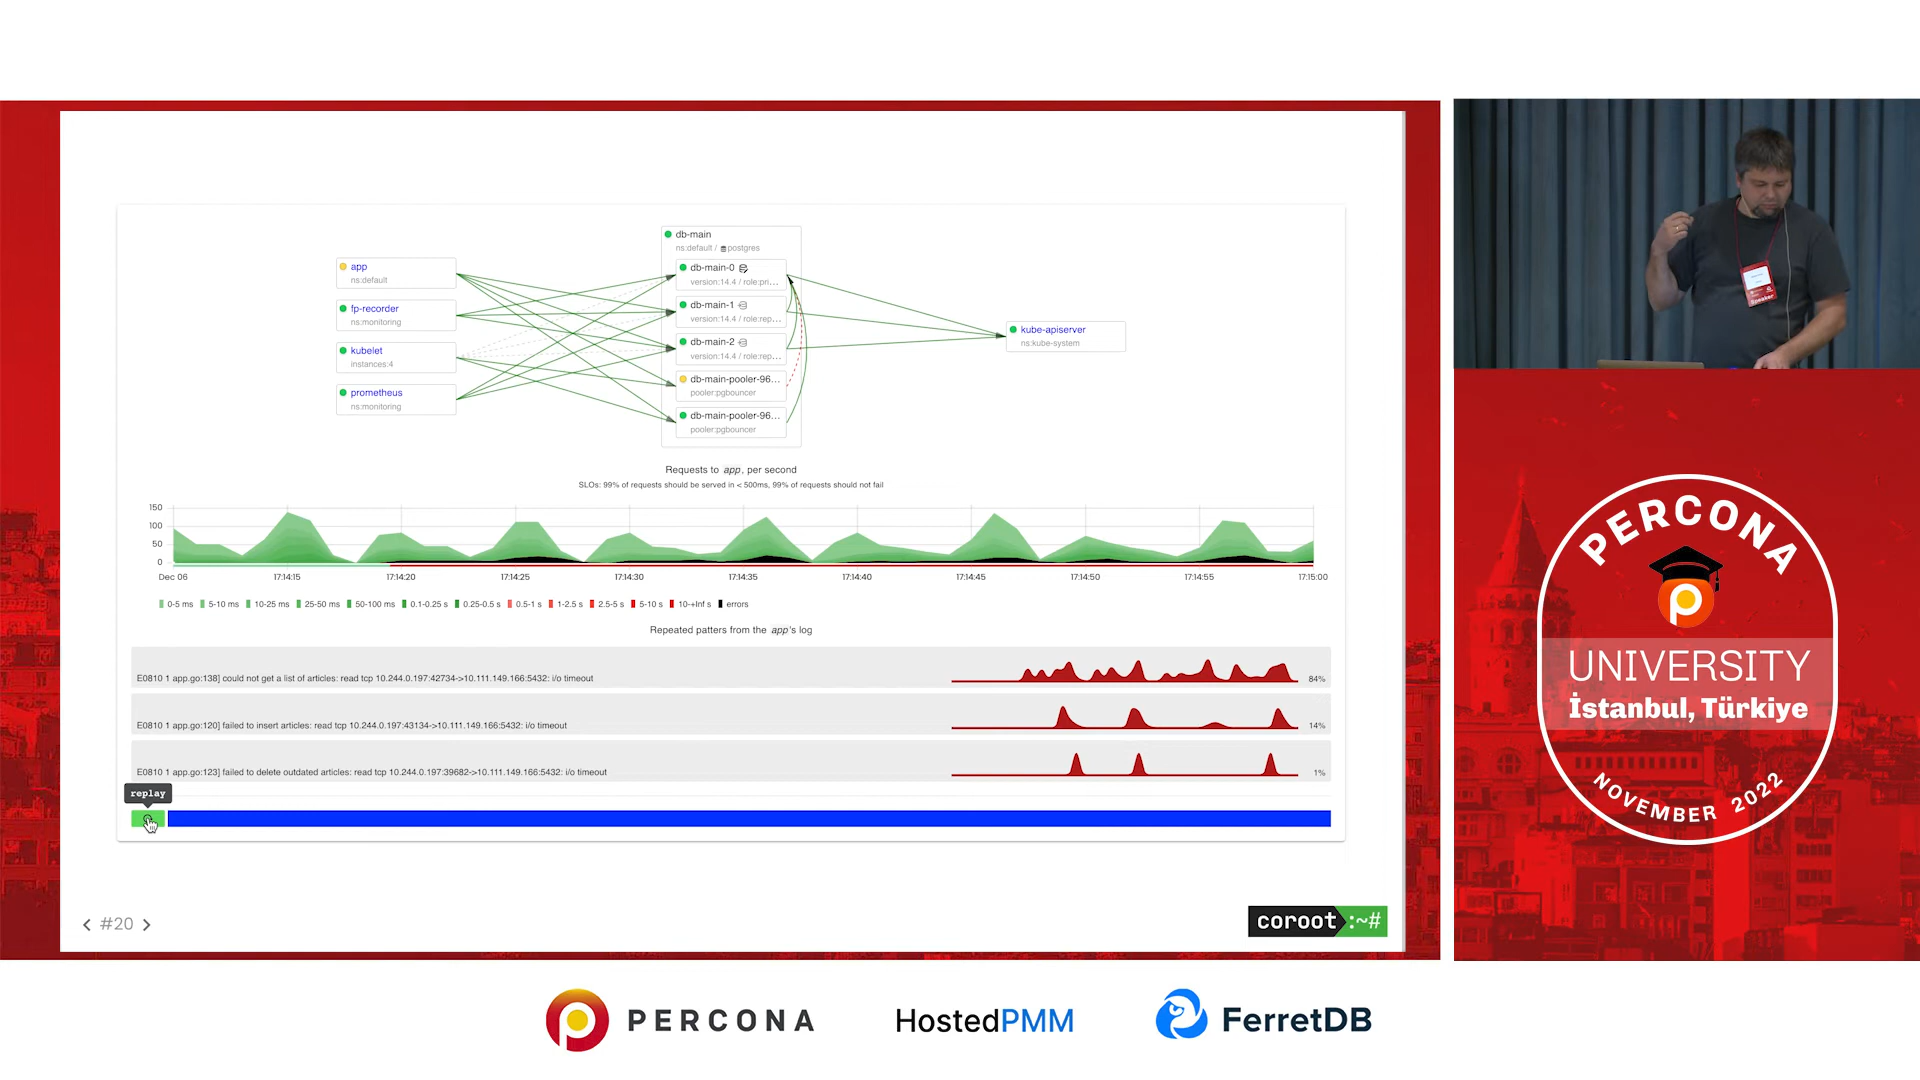 db-main
ns:default / postgres
app
ns:default
fp-recorder
ns:monitoring
kubelet
instances:4
prometheus
ns:monitoring
db-main-0
version:14.4 / role:pri...
db-main-1
version:14.4 / role:rep...
db-main-2
version:14.4 / role:rep...
db-main-pooler-96...
pooler:pgbouncer
db-main-pooler-96...
pooler:pgbouncer
kube-apiserver
ns:kube-system
Requests to app, per second
SLOs: 99% of requests should be served in < 500ms, 99% of requests should not fail
150
100
50
0
Dec 06 17:14:15 17:14:20 17:14:25 17:14:30 17:14:35 17:14:40 17:14:45 17:14:50 17:14:55 17:15:00
0-5 ms 5-10 ms 10-25 ms 25-50 ms 50-100 ms 0.1-0.25 s 0.25-0.5 s 0.5-1 s 1-2.5 s 2.5-5 s 5-10 s 10-+Inf s errors
Repeated patters from the app's log
E0810 1 app.go:138] could not get a list of articles: read tcp 10.244.0.197:42734->10.111.149.166:5432: i/o timeout 84%
E0810 1 app.go:120] failed to insert articles: read tcp 10.244.0.197:43134->10.111.149.166:5432: i/o timeout 14%
E0810 1 app.go:123] failed to delete outdated articles: read tcp 10.244.0.197:39682->10.111.149.166:5432: i/o timeout 1%
replay
< #20 >
coroot :~#
Speaker
PERCONA
UNIVERSITY
İstanbul, Türkiye
NOVEMBER 2022
PERCONA
HostedPMM
FerretDB